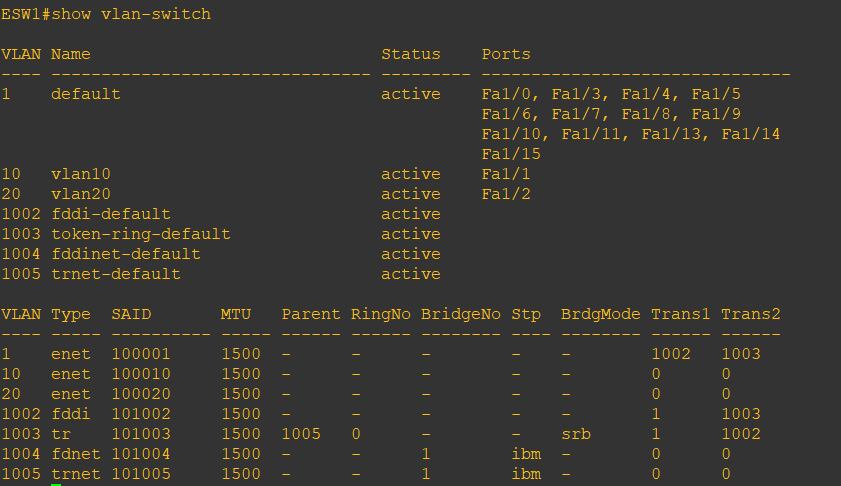 ESW1#show vlan-switch
VLAN Name                             Status    Ports
---- -------------------------------- --------- -------------------------------
1    default                          active    Fa1/0, Fa1/3, Fa1/4, Fa1/5
                                                Fa1/6, Fa1/7, Fa1/8, Fa1/9
                                                Fa1/10, Fa1/11, Fa1/13, Fa1/14
                                                Fa1/15
10   vlan10                           active    Fa1/1
20   vlan20                           active    Fa1/2
1002 fddi-default                     active
1003 token-ring-default               active
1004 fddinet-default                  active
1005 trnet-default                    active
VLAN Type  SAID       MTU   Parent RingNo BridgeNo Stp  BrdgMode Trans1 Trans2
---- ----- ---------- ----- ------ ------ -------- ---- -------- ------ ------
1    enet  100001     1500  -      -      -        -    -        1002   1003
10   enet  100010     1500  -      -      -        -    -        0      0
20   enet  100020     1500  -      -      -        -    -        0      0
1002 fddi  101002     1500  -      -      -        -    -        1      1003
1003 tr    101003     1500  1005   0      -        -    srb      1      1002
1004 fdnet 101004     1500  -      -      1        ibm  -        0      0
1005 trnet 101005     1500  -      -      1        ibm  -        0      0